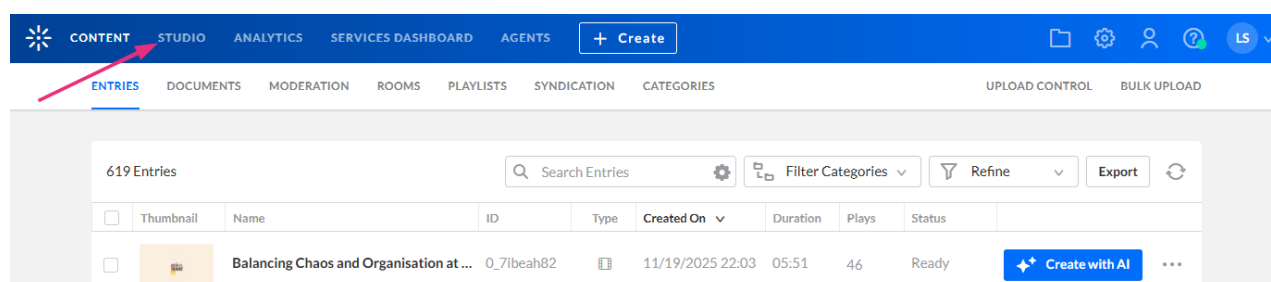 CONTENT STUDIO ANALYTICS SERVICES DASHBOARD AGENTS + Create LS
ENTRIES DOCUMENTS MODERATION ROOMS PLAYLISTS SYNDICATION CATEGORIES UPLOAD CONTROL BULK UPLOAD
619 Entries Search Entries Filter Categories Refine Export
Thumbnail Name ID Type Created On Duration Plays Status
Balancing Chaos and Organisation at ... 0_7ibeah82 11/19/2025 22:03 05:51 46 Ready Create with AI